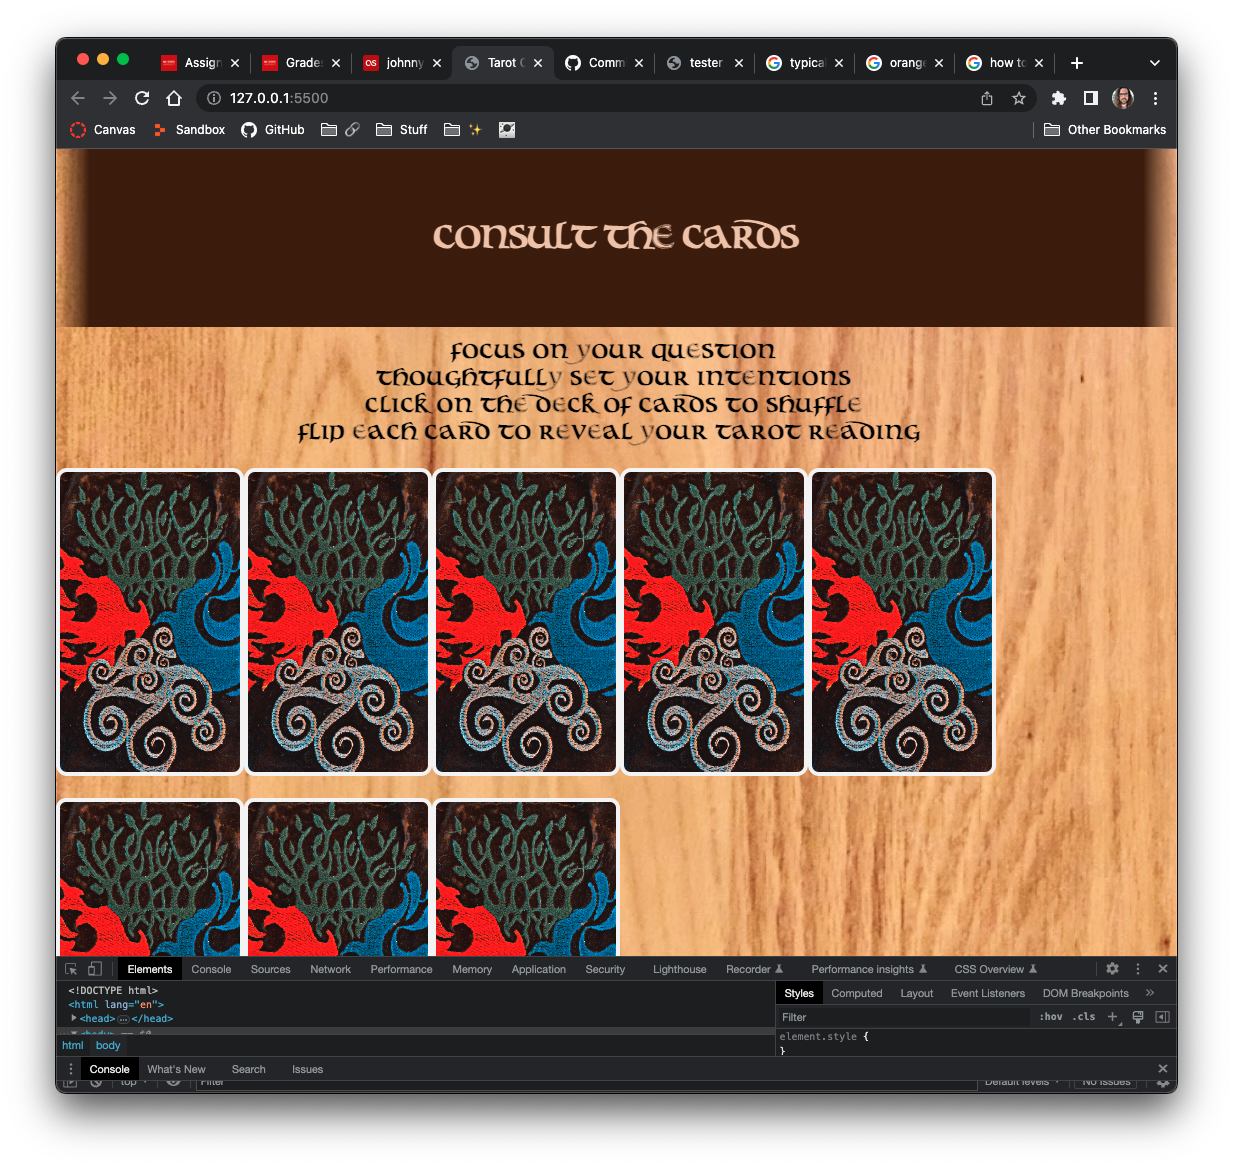 Assign
Grade
johnny
Tarot C
Comm
tester
typical
orange
how to
127.0.0.1:5500
Canvas
Sandbox
GitHub
Stuff
Other Bookmarks
CONSULT THE CARDS
FOCUS ON YOUR QUESTION
THOUGHTFULLY SET YOUR INTENTIONS
CLICK ON THE DECK OF CARDS TO SHUFFLE
FLIP EACH CARD TO REVEAL YOUR TAROT READING
Elements Console Sources Network Performance Memory Application Security Lighthouse Recorder Performance insights CSS Overview
<!DOCTYPE html>
<html lang="en">
<head>…</head>
<body> == $0
html body
Styles Computed Layout Event Listeners DOM Breakpoints »
Filter :hov .cls
element.style {
}
Console What's New Search Issues
top Filter Default levels No Issues